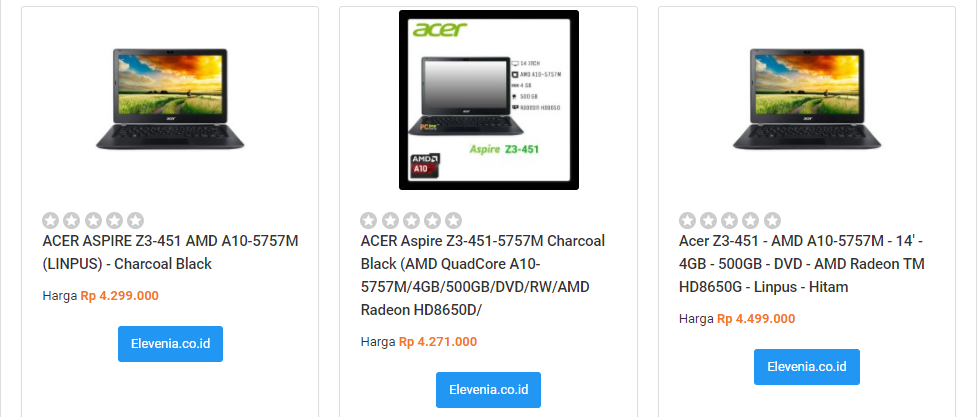 acer
14 INCH
AMD A10-5757M
4 GB
500 GB
RADEON HD8650
Aspire Z3-451
AMD
A10
ACER ASPIRE Z3-451 AMD A10-5757M
(LINPUS) - Charcoal Black
Harga Rp 4.299.000
Elevenia.co.id
ACER Aspire Z3-451-5757M Charcoal
Black (AMD QuadCore A10-
5757M/4GB/500GB/DVD/RW/AMD
Radeon HD8650D/
Harga Rp 4.271.000
Elevenia.co.id
Acer Z3-451 - AMD A10-5757M - 14' -
4GB - 500GB - DVD - AMD Radeon TM
HD8650G - Linpus - Hitam
Harga Rp 4.499.000
Elevenia.co.id